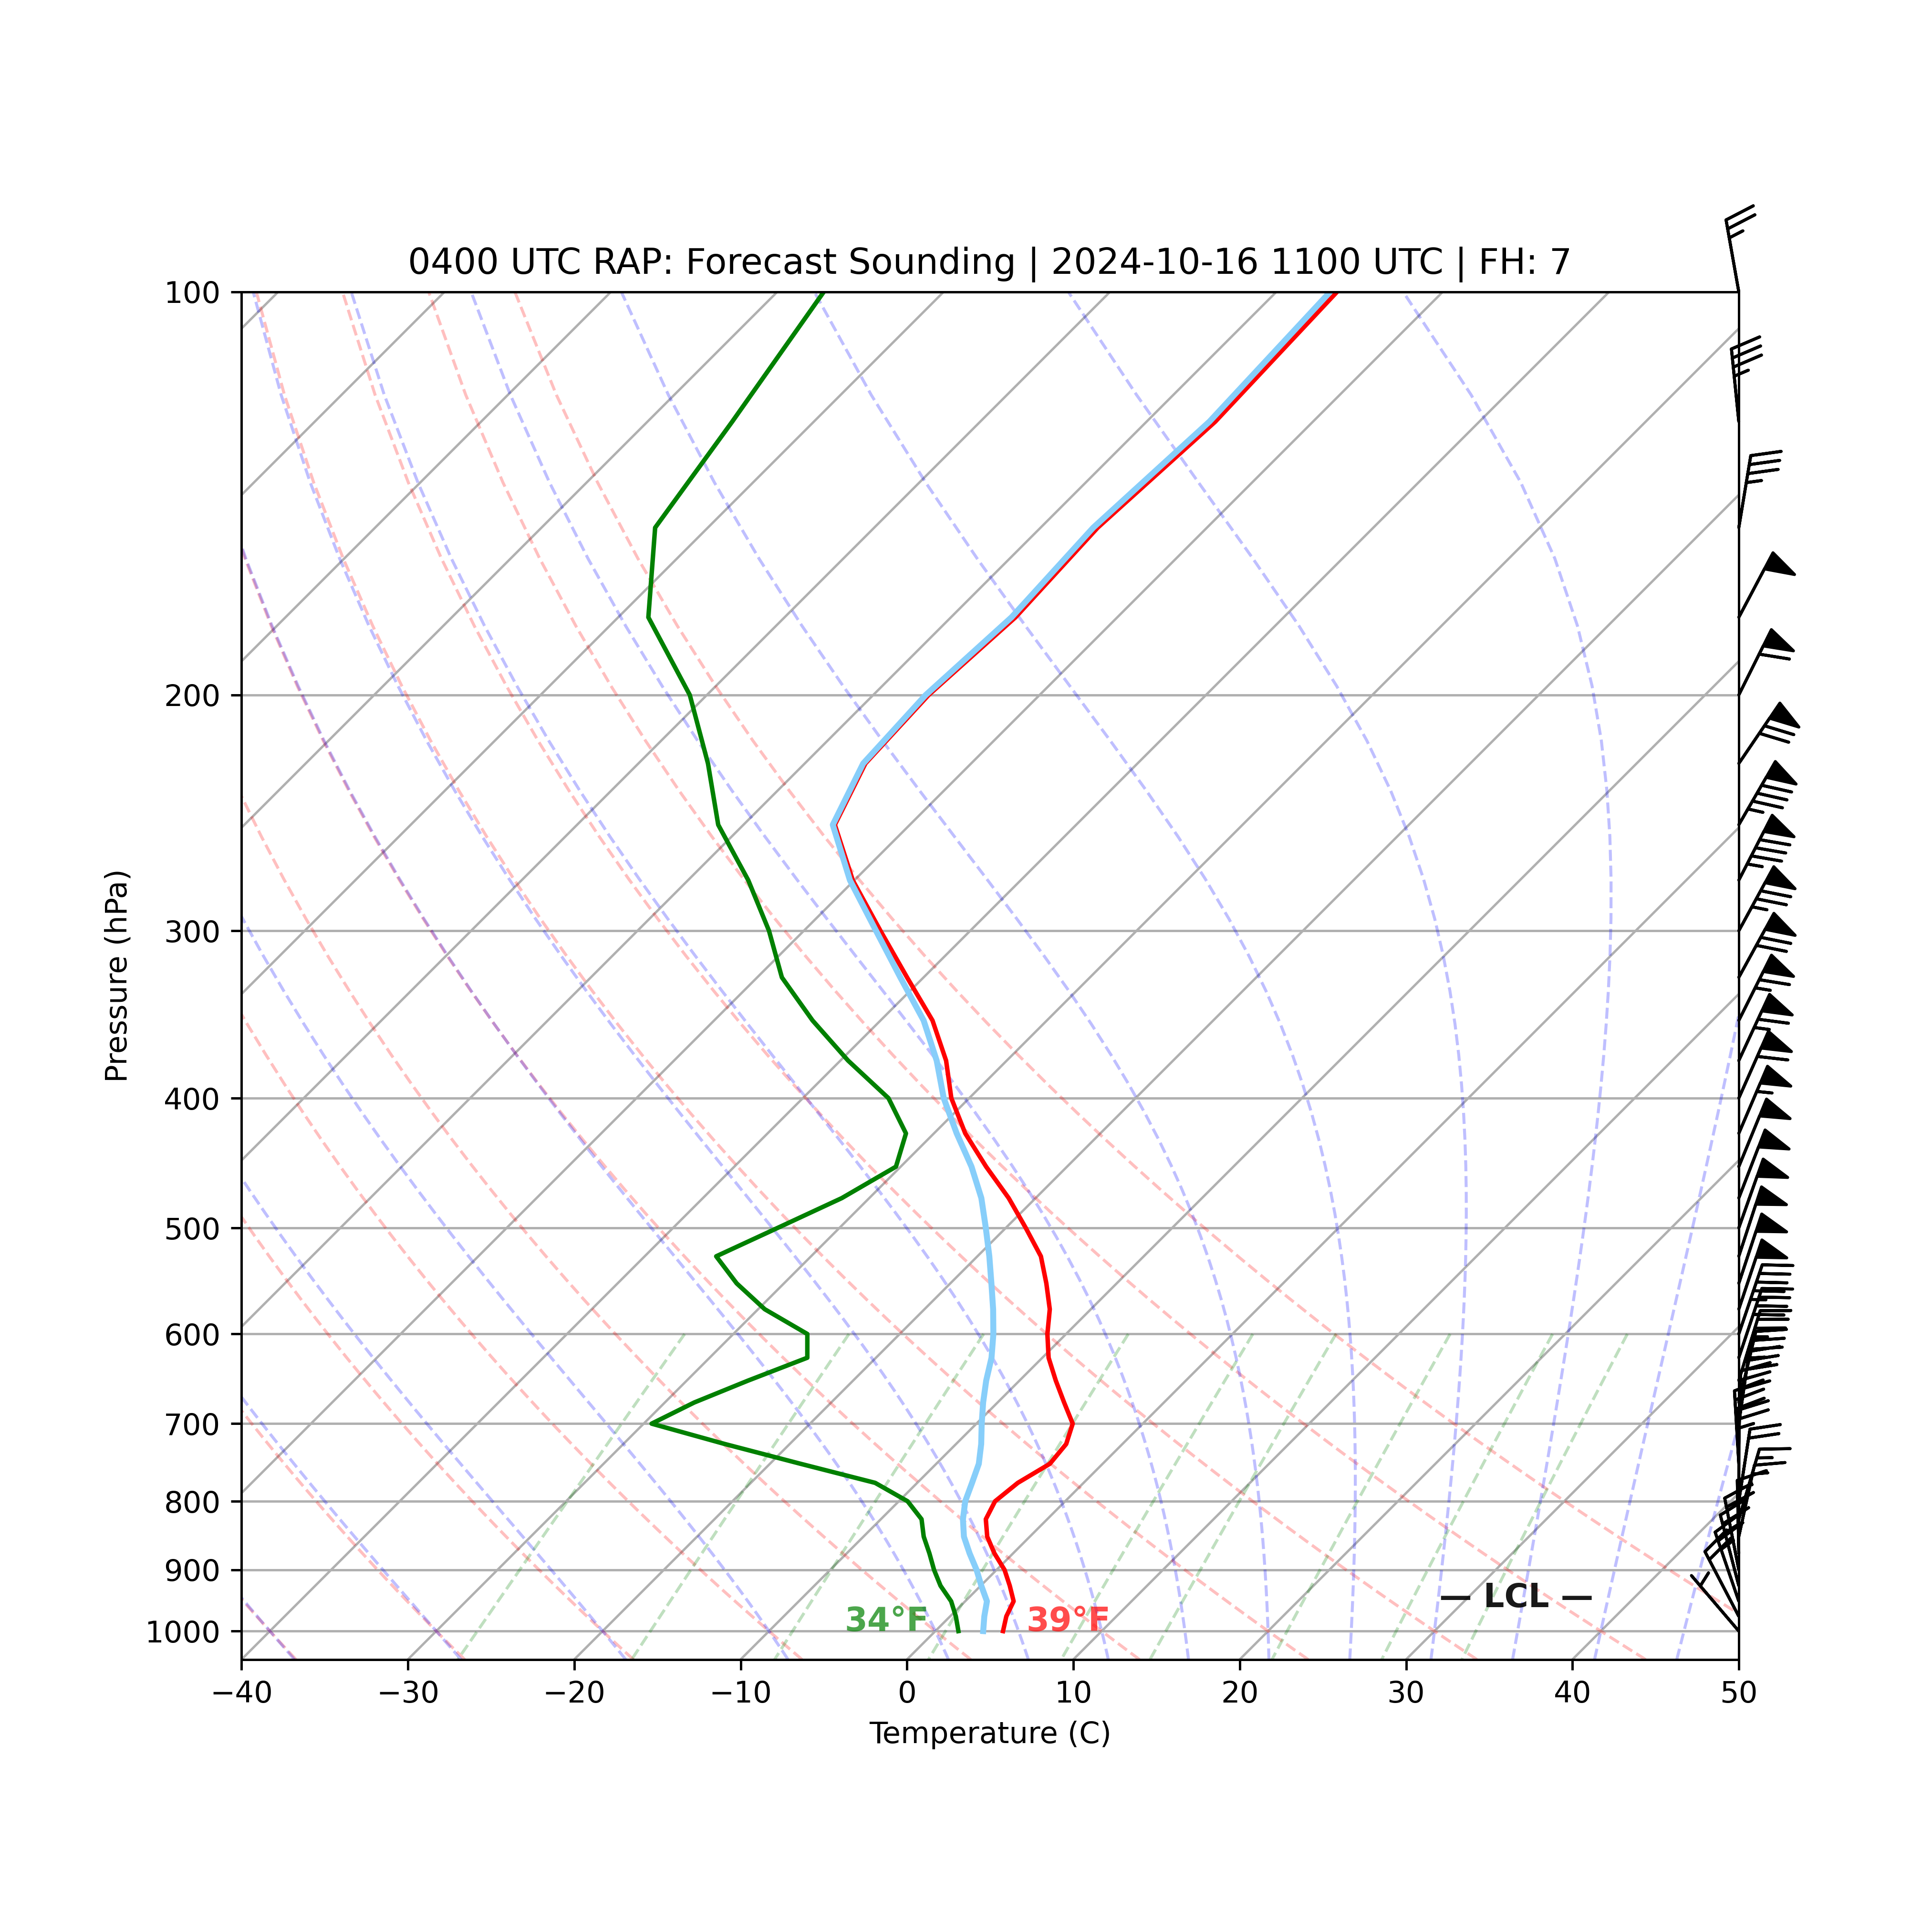 0400 UTC RAP: Forecast Sounding | 2024-10-16 1100 UTC | FH: 7
100
200
300
400
500
600
700
800
900
1000
Pressure (hPa)
34°F
39°F
— LCL —
−40 −30 −20 −10 0 10 20 30 40 50
Temperature (C)